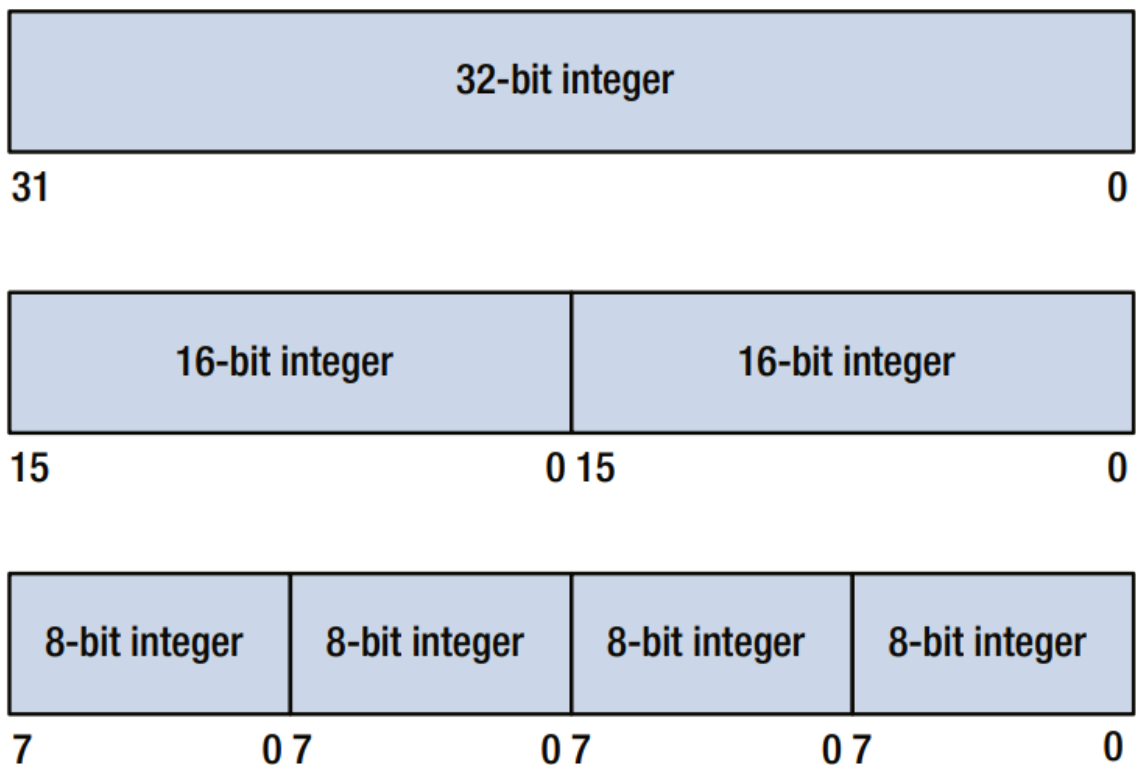 32-bit integer
31 0
16-bit integer 16-bit integer
15 0 15 0
8-bit integer 8-bit integer 8-bit integer 8-bit integer
7 0 7 0 7 0 7 0